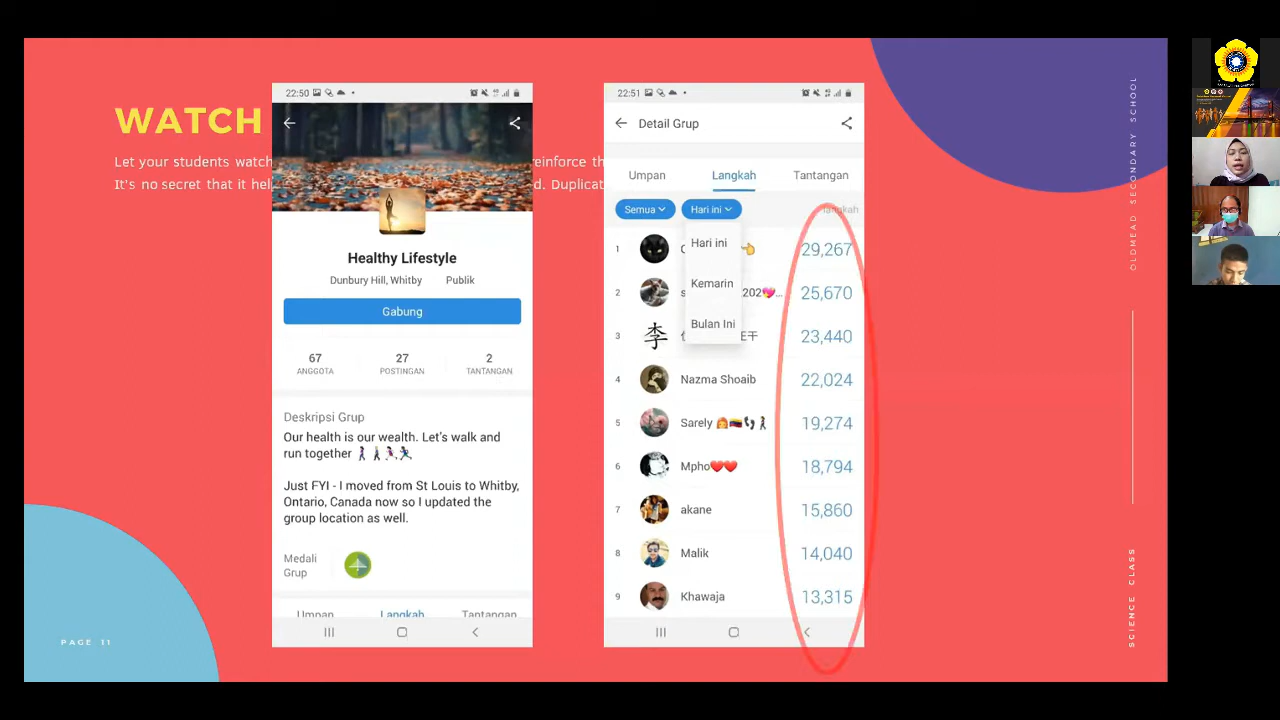 WATCH
Let your students watch
reinforce th
It's no secret that it hel
d. Duplicat
22:50
Healthy Lifestyle
Dunbury Hill, Whitby Publik
Gabung
67 27 2
ANGGOTA POSTINGAN TANTANGAN
Deskripsi Grup
Our health is our wealth. Let's walk and
run together 🚶‍♀️🚶🏃‍♀️🏃
Just FYI - I moved from St Louis to Whitby,
Ontario, Canada now so I updated the
group location as well.
Medali
Grup
Umpan Langkah Tantangan
22:51
Detail Grup
Umpan Langkah Tantangan
Semua Hari ini langkah
Hari ini
Kemarin
Bulan Ini
1 29,267
2 202💖... 25,670
3 李 23,440
4 Nazma Shoaib 22,024
5 Sarely 19,274
6 Mpho❤️❤️ 18,794
7 akane 15,860
8 Malik 14,040
9 Khawaja 13,315
PAGE 11
OLDMEAD SECONDARY SCHOOL
SCIENCE CLASS